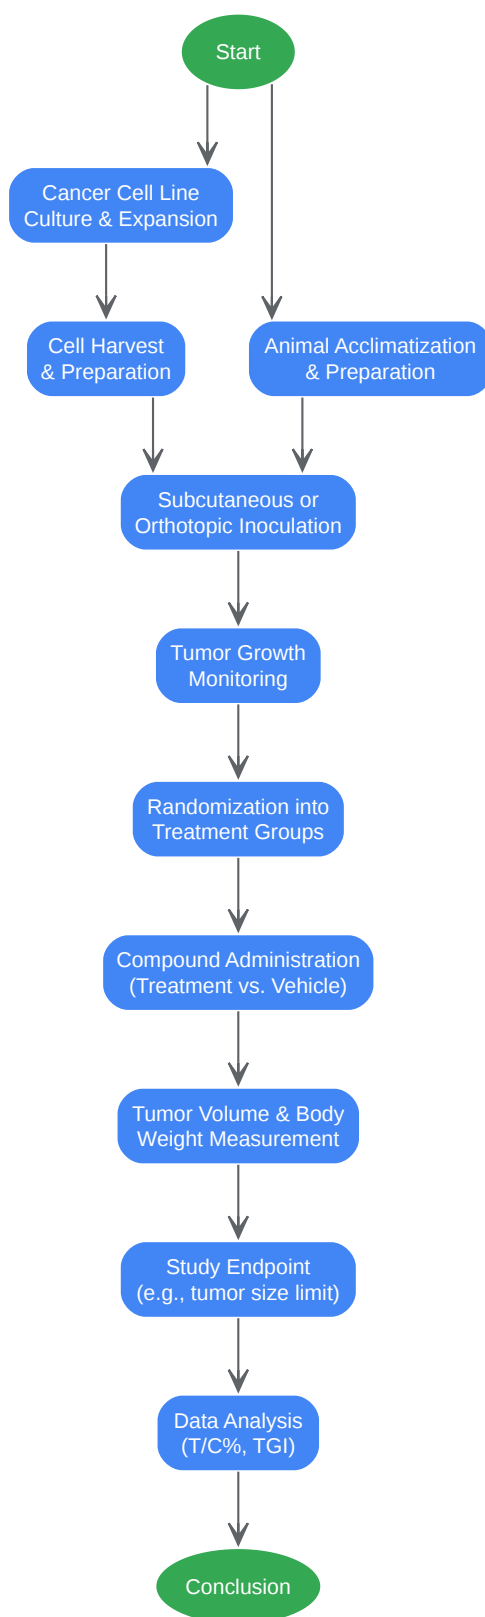 Start
Cancer Cell Line
Culture & Expansion
Cell Harvest
& Preparation
Animal Acclimatization
& Preparation
Subcutaneous or
Orthotopic Inoculation
Tumor Growth
Monitoring
Randomization into
Treatment Groups
Compound Administration
(Treatment vs. Vehicle)
Tumor Volume & Body
Weight Measurement
Study Endpoint
(e.g., tumor size limit)
Data Analysis
(T/C%, TGI)
Conclusion